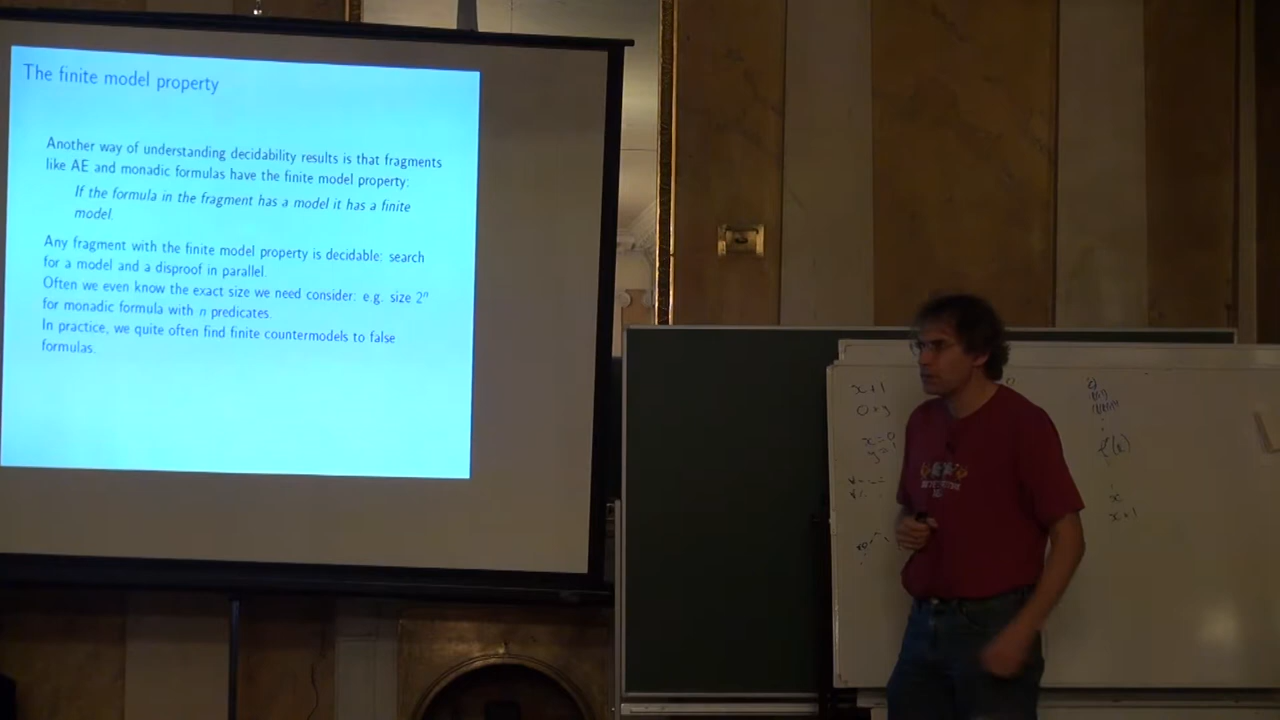 The finite model property
Another way of understanding decidability results is that fragments
like AE and monadic formulas have the finite model property:
If the formula in the fragment has a model it has a finite
model.
Any fragment with the finite model property is decidable: search
for a model and a disproof in parallel.
Often we even know the exact size we need consider: e.g. size 2ⁿ
for monadic formula with n predicates.
In practice, we quite often find finite countermodels to false
formulas.
x+1
0+y
x=0
x
x+1